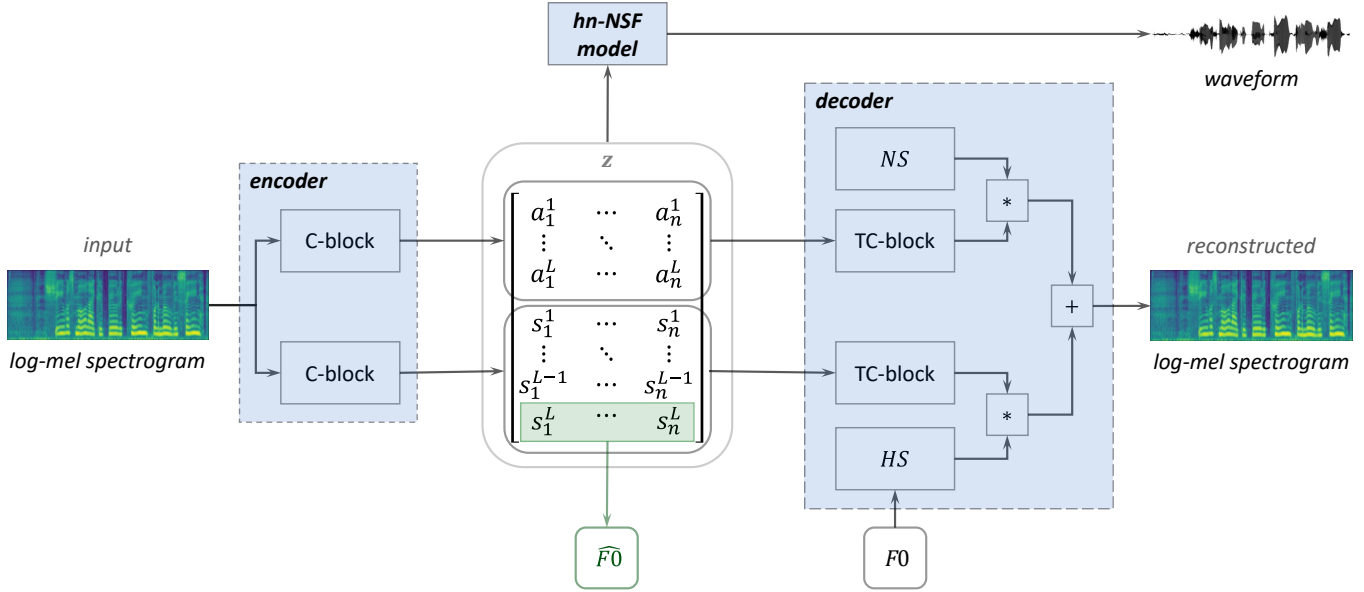 hn-NSF
model
waveform
decoder
z
encoder
NS
*
C-block
a_1^1 ⋯ a_n^1
⋮ ⋱ ⋮
a_1^L ⋯ a_n^L
TC-block
input
log-mel spectrogram
+
reconstructed
log-mel spectrogram
C-block
s_1^1 ⋯ s_n^1
⋮ ⋱ ⋮
s_1^{L-1} ⋯ s_n^{L-1}
s_1^L ⋯ s_n^L
TC-block
*
HS
\widehat{F0}
F0